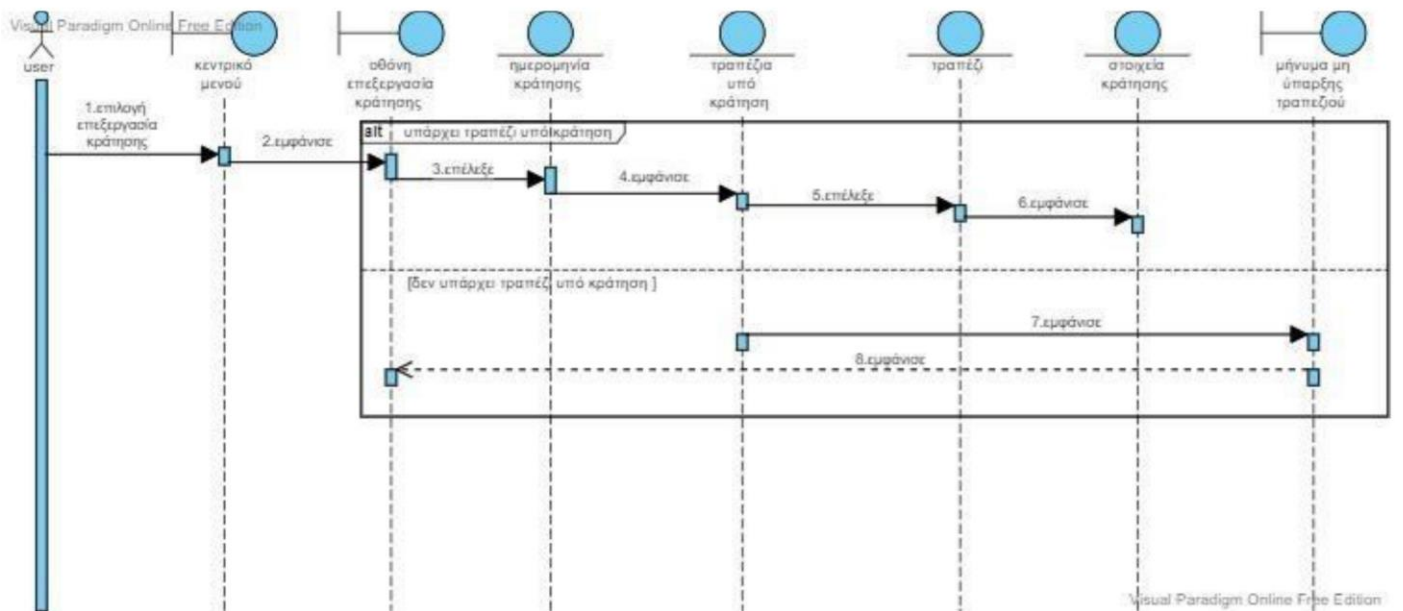 Visual Paradigm Online Free Edition
user
κεντρικό
μενού
οθόνη
επεξεργασία
κράτησης
ημερομηνία
κράτησης
τραπέζια
υπό
κράτηση
τραπέζι
στοιχεία
κράτησης
μήνυμα μη
ύπαρξης
τραπεζιού
1.επιλογή
επεξεργασία
κράτησης
2.εμφάνισε
alt
υπάρχει τραπέζι υπό κράτηση
3.επέλεξε
4.εμφάνισε
5.επέλεξε
6.εμφάνισε
[δεν υπάρχει τραπέζι υπό κράτηση ]
7.εμφάνισε
8.εμφάνισε
Visual Paradigm Online Free Edition